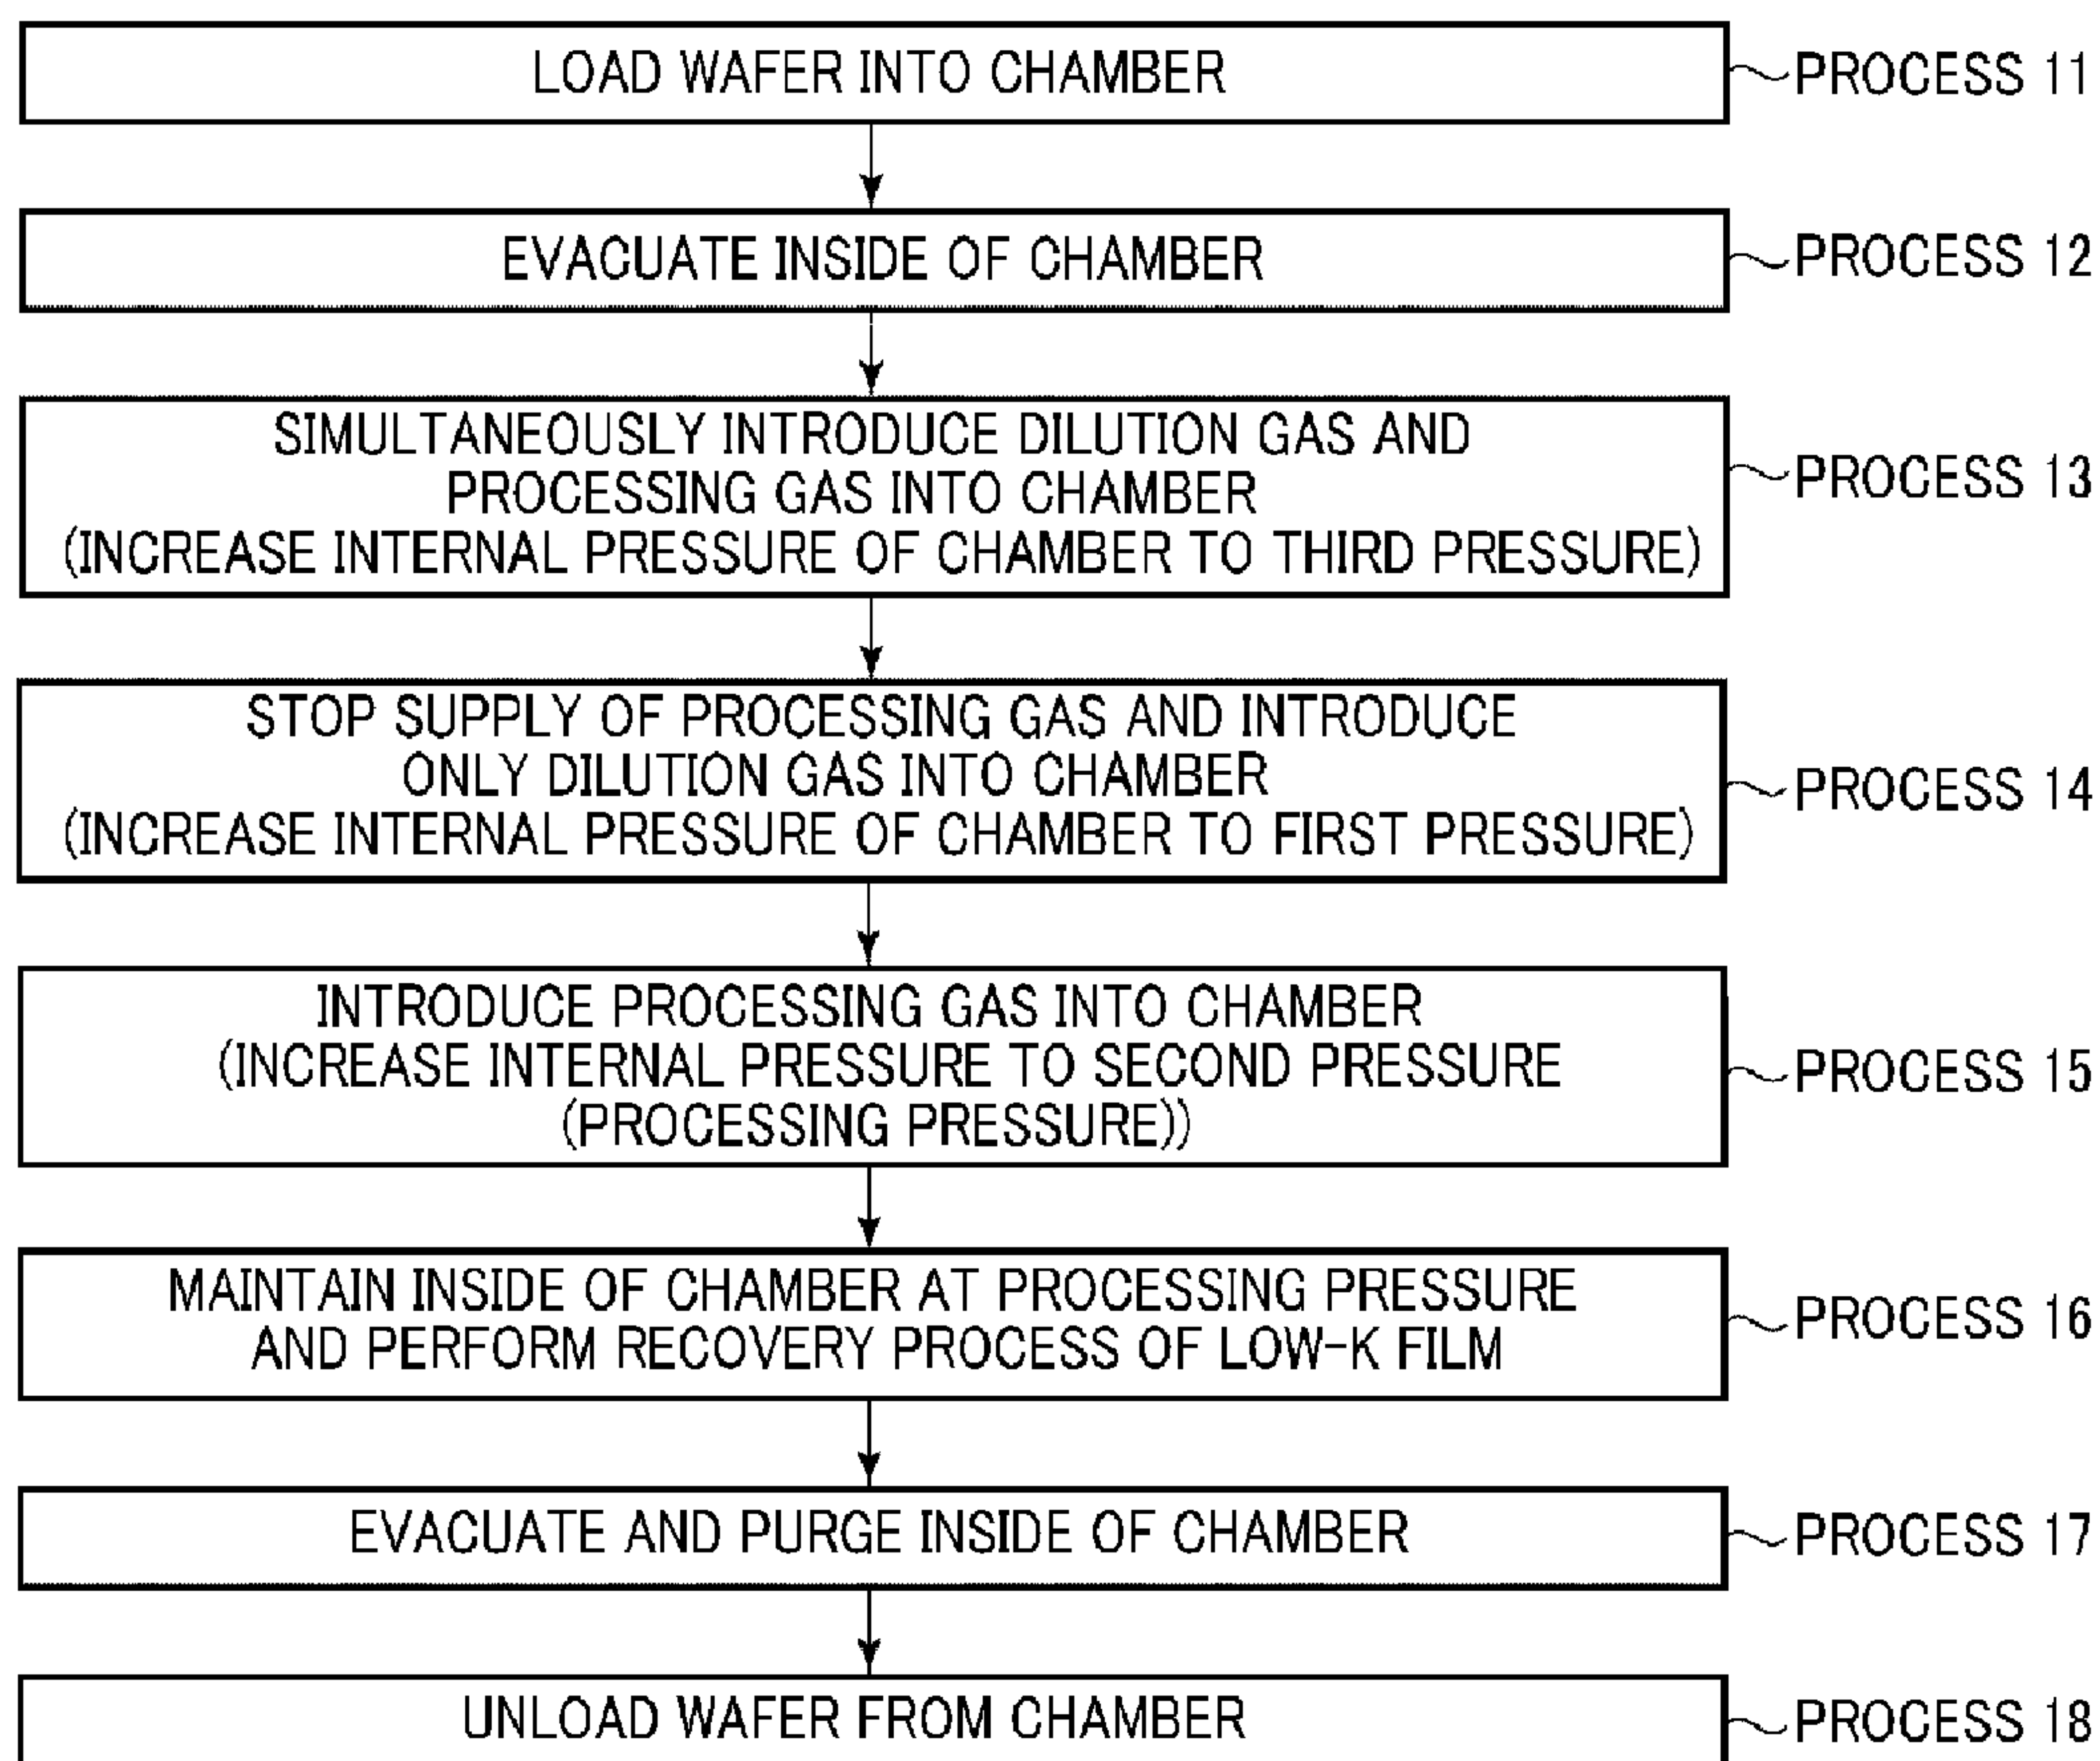 LOAD WAFER INTO CHAMBER
PROCESS 11
EVACUATE INSIDE OF CHAMBER
PROCESS 12
SIMULTANEOUSLY INTRODUCE DILUTION GAS AND
PROCESSING GAS INTO CHAMBER
(INCREASE INTERNAL PRESSURE OF CHAMBER TO THIRD PRESSURE)
PROCESS 13
STOP SUPPLY OF PROCESSING GAS AND INTRODUCE
ONLY DILUTION GAS INTO CHAMBER
(INCREASE INTERNAL PRESSURE OF CHAMBER TO FIRST PRESSURE)
PROCESS 14
INTRODUCE PROCESSING GAS INTO CHAMBER
(INCREASE INTERNAL PRESSURE TO SECOND PRESSURE
(PROCESSING PRESSURE))
PROCESS 15
MAINTAIN INSIDE OF CHAMBER AT PROCESSING PRESSURE
AND PERFORM RECOVERY PROCESS OF LOW-K FILM
PROCESS 16
EVACUATE AND PURGE INSIDE OF CHAMBER
PROCESS 17
UNLOAD WAFER FROM CHAMBER
PROCESS 18